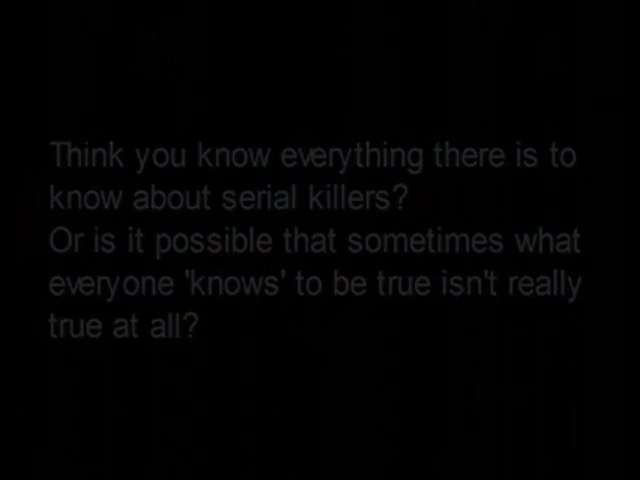 Think you know everything there is to
know about serial killers?
Or is it possible that sometimes what
everyone 'knows' to be true isn't really
true at all?